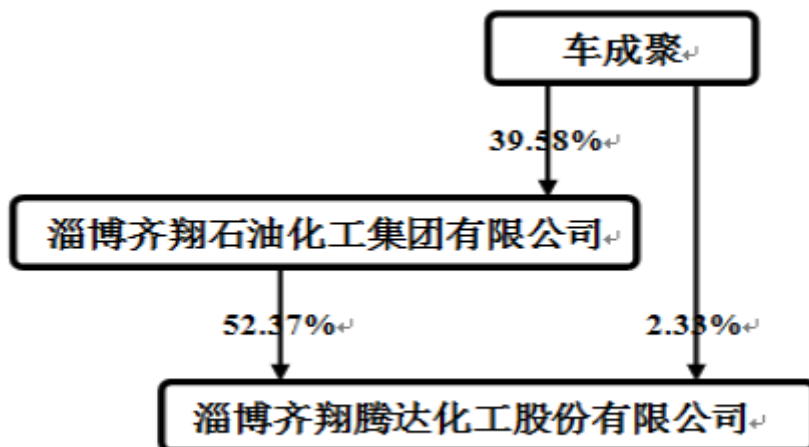 车成聚
39.58%
淄博齐翔石油化工集团有限公司
52.37%
2.33%
淄博齐翔腾达化工股份有限公司